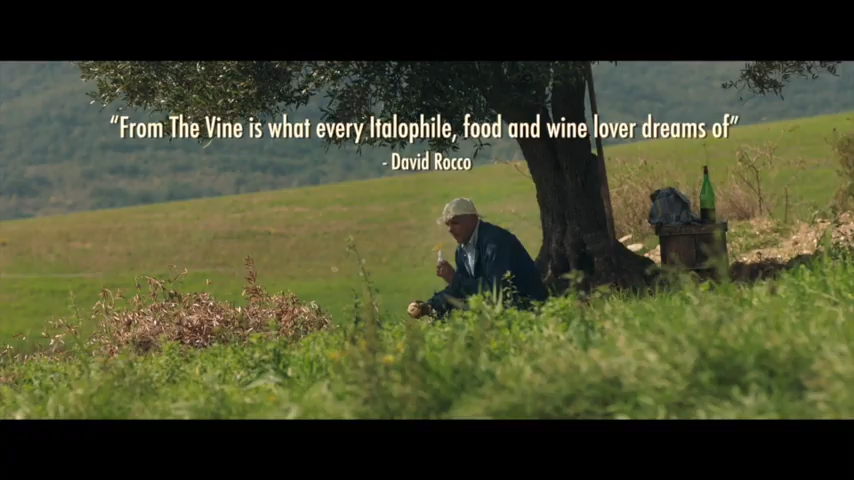 “From The Vine is what every Italophile, food and wine lover dreams of”
- David Rocco